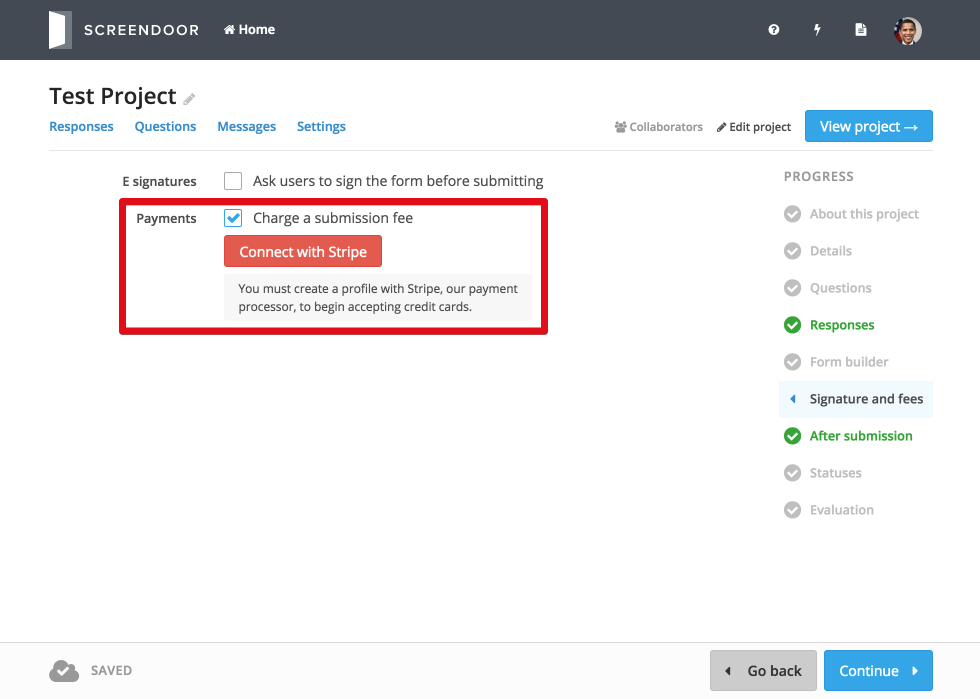 SCREENDOOR Home
Test Project
Responses Questions Messages Settings Collaborators Edit project View project →
E signatures Ask users to sign the form before submitting
Payments Charge a submission fee
Connect with Stripe
You must create a profile with Stripe, our payment
processor, to begin accepting credit cards.
PROGRESS
About this project
Details
Questions
Responses
Form builder
Signature and fees
After submission
Statuses
Evaluation
SAVED Go back Continue